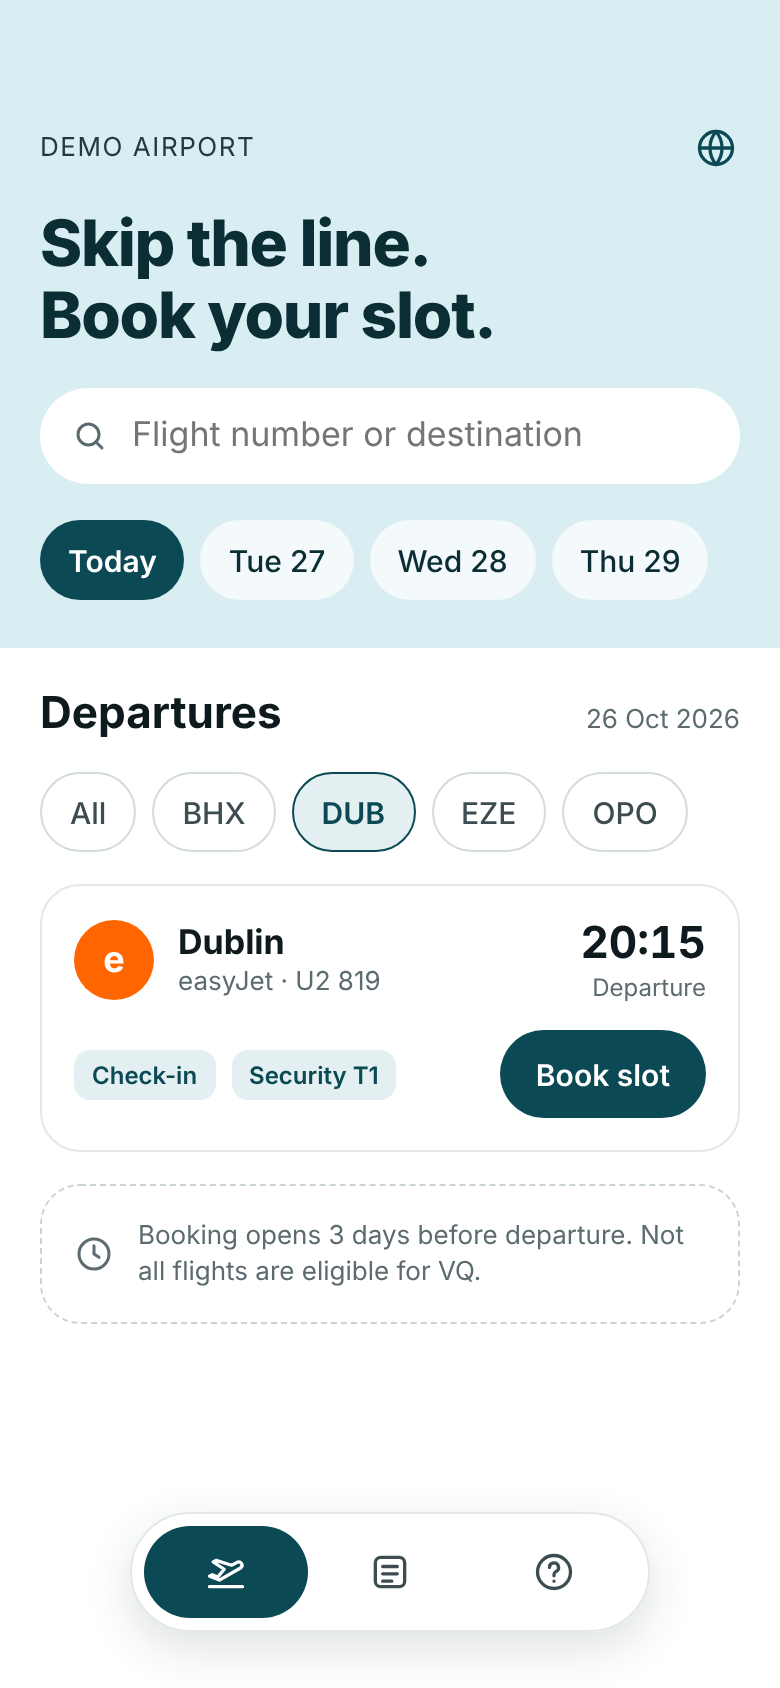 DEMO AIRPORT
Skip the line.
Book your slot.
Flight number or destination
Today
Tue 27
Wed 28
Thu 29
Departures
26 Oct 2026
All
BHX
DUB
EZE
OPO
e
Dublin
easyJet · U2 819
20:15
Departure
Check-in
Security T1
Book slot
Booking opens 3 days before departure. Not
all flights are eligible for VQ.